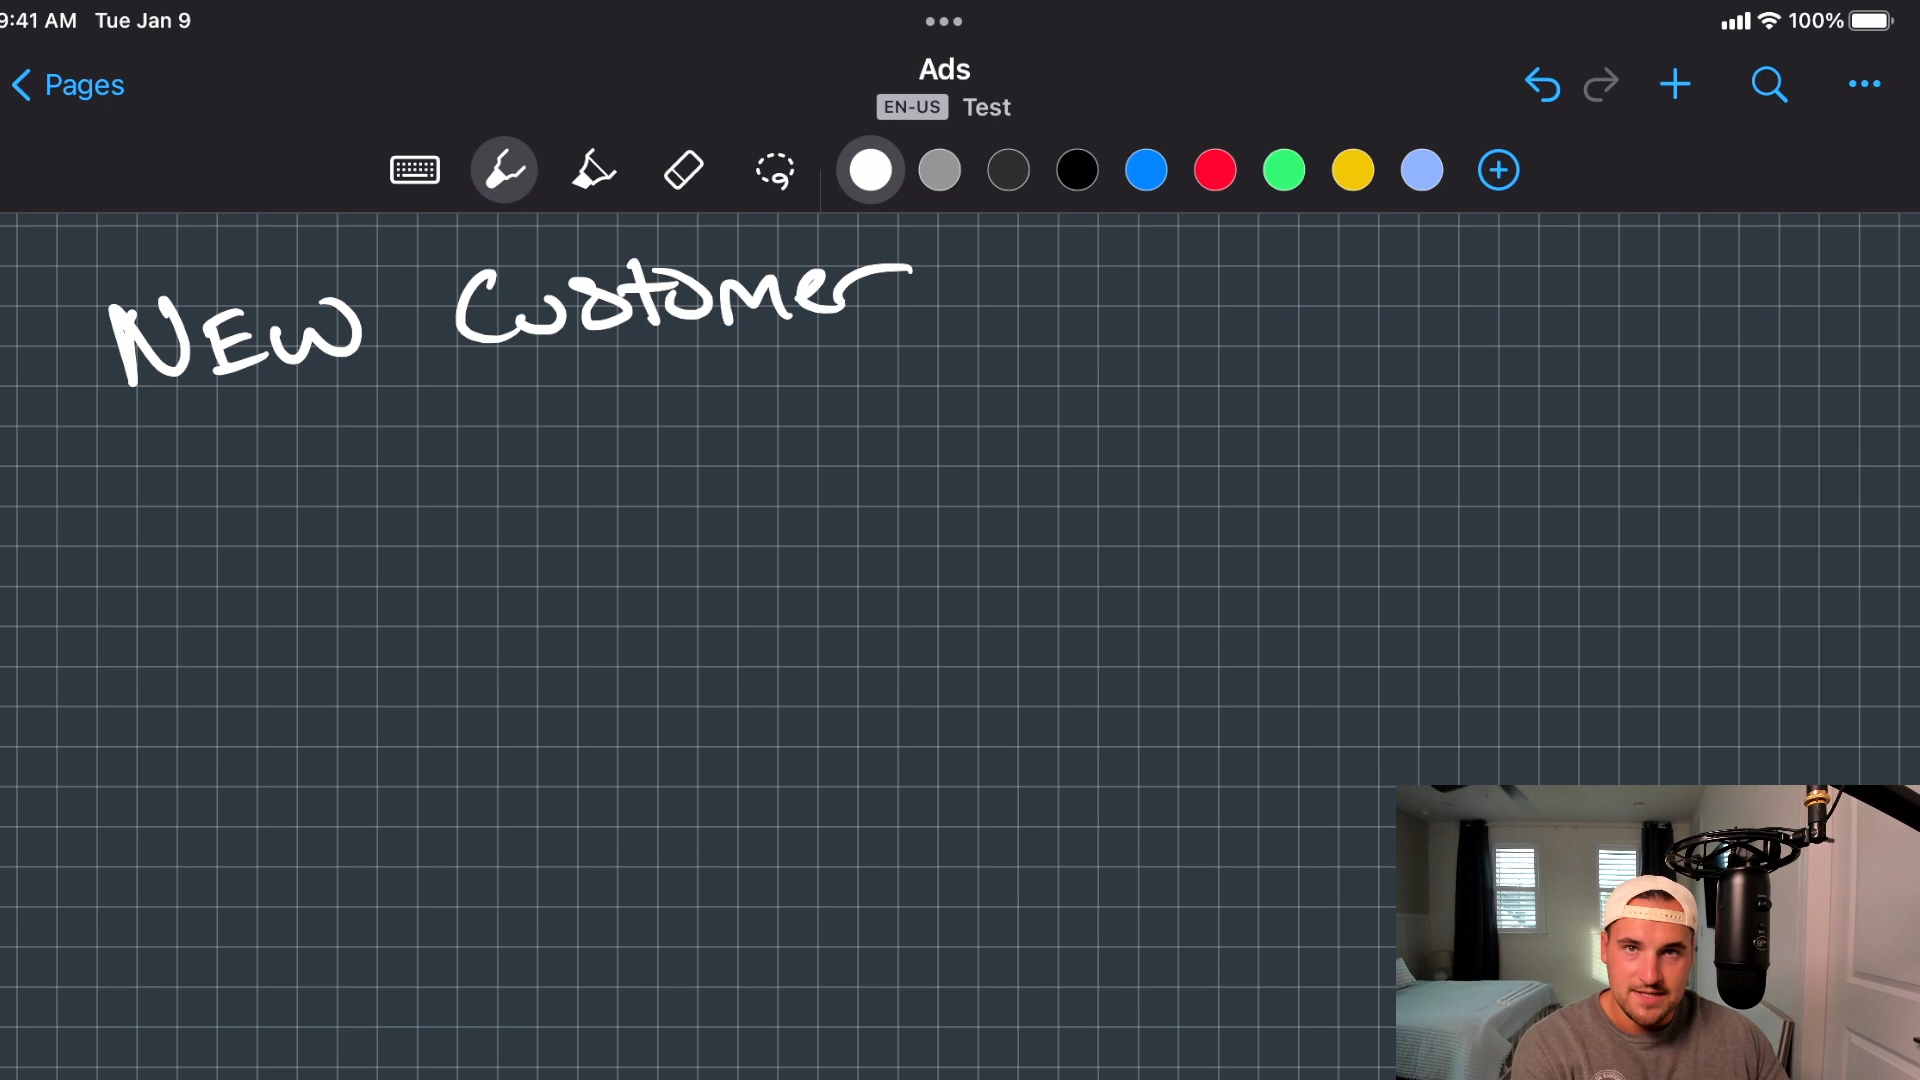 9:41 AM Tue Jan 9
100%
Pages
Ads
EN-US Test
New Customer